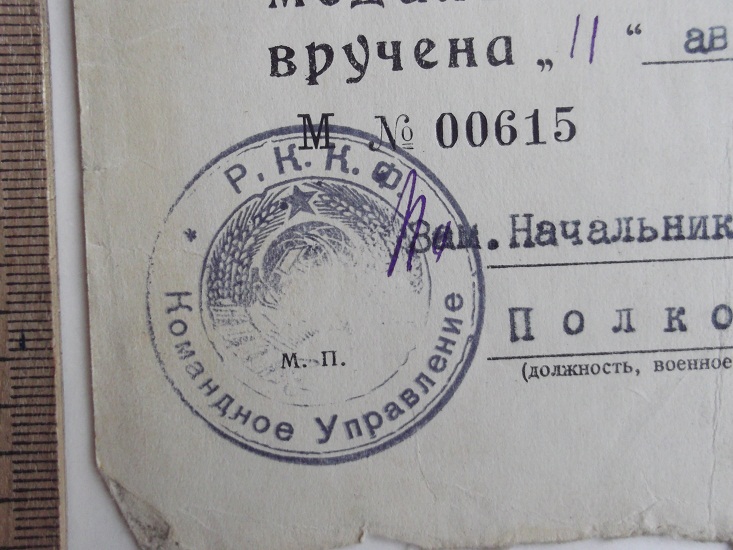 вручена „ 11 “ ав
М № 00615
Р. К. К. Ф.
Зам. Начальник
Полко
М. П.
(должность, военное
Командное Управление